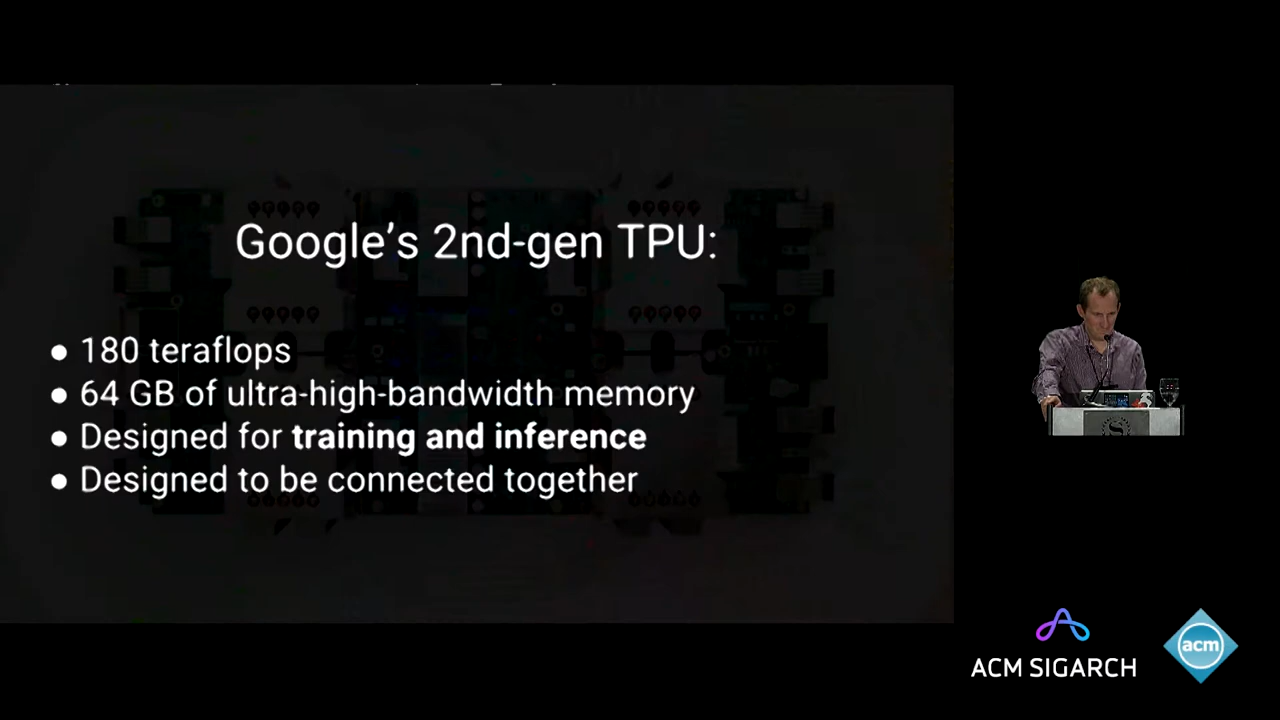 Google's 2nd-gen TPU:
● 180 teraflops
● 64 GB of ultra-high-bandwidth memory
● Designed for training and inference
● Designed to be connected together
ACM SIGARCH
acm